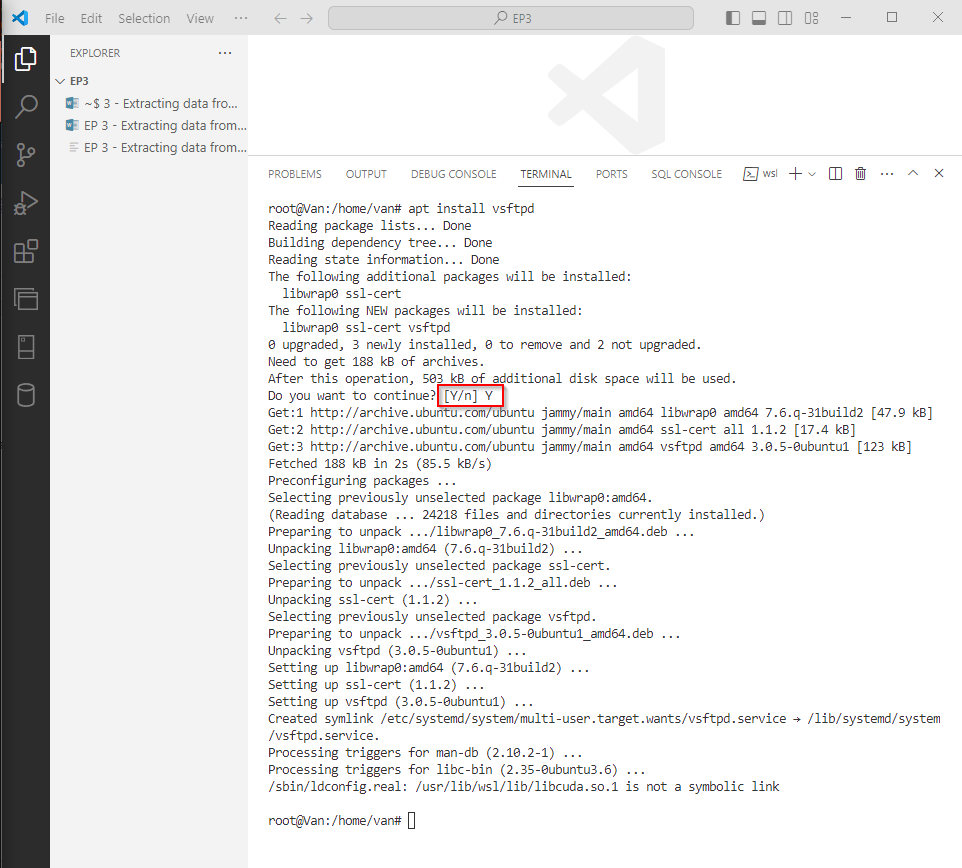 File Edit Selection View ··· EP3
EXPLORER ···
EP3
~$ 3 - Extracting data fro...
EP 3 - Extracting data from...
EP 3 - Extracting data from...
PROBLEMS OUTPUT DEBUG CONSOLE TERMINAL PORTS SQL CONSOLE wsl ···
root@Van:/home/van# apt install vsftpd
Reading package lists... Done
Building dependency tree... Done
Reading state information... Done
The following additional packages will be installed:
libwrap0 ssl-cert
The following NEW packages will be installed:
libwrap0 ssl-cert vsftpd
0 upgraded, 3 newly installed, 0 to remove and 2 not upgraded.
Need to get 188 kB of archives.
After this operation, 503 kB of additional disk space will be used.
Do you want to continue? [Y/n] Y
Get:1 http://archive.ubuntu.com/ubuntu jammy/main amd64 libwrap0 amd64 7.6.q-31build2 [47.9 kB]
Get:2 http://archive.ubuntu.com/ubuntu jammy/main amd64 ssl-cert all 1.1.2 [17.4 kB]
Get:3 http://archive.ubuntu.com/ubuntu jammy/main amd64 vsftpd amd64 3.0.5-0ubuntu1 [123 kB]
Fetched 188 kB in 2s (85.5 kB/s)
Preconfiguring packages ...
Selecting previously unselected package libwrap0:amd64.
(Reading database ... 24218 files and directories currently installed.)
Preparing to unpack .../libwrap0_7.6.q-31build2_amd64.deb ...
Unpacking libwrap0:amd64 (7.6.q-31build2) ...
Selecting previously unselected package ssl-cert.
Preparing to unpack .../ssl-cert_1.1.2_all.deb ...
Unpacking ssl-cert (1.1.2) ...
Selecting previously unselected package vsftpd.
Preparing to unpack .../vsftpd_3.0.5-0ubuntu1_amd64.deb ...
Unpacking vsftpd (3.0.5-0ubuntu1) ...
Setting up libwrap0:amd64 (7.6.q-31build2) ...
Setting up ssl-cert (1.1.2) ...
Setting up vsftpd (3.0.5-0ubuntu1) ...
Created symlink /etc/systemd/system/multi-user.target.wants/vsftpd.service → /lib/systemd/system
/vsftpd.service.
Processing triggers for man-db (2.10.2-1) ...
Processing triggers for libc-bin (2.35-0ubuntu3.6) ...
/sbin/ldconfig.real: /usr/lib/wsl/lib/libcuda.so.1 is not a symbolic link
root@Van:/home/van#